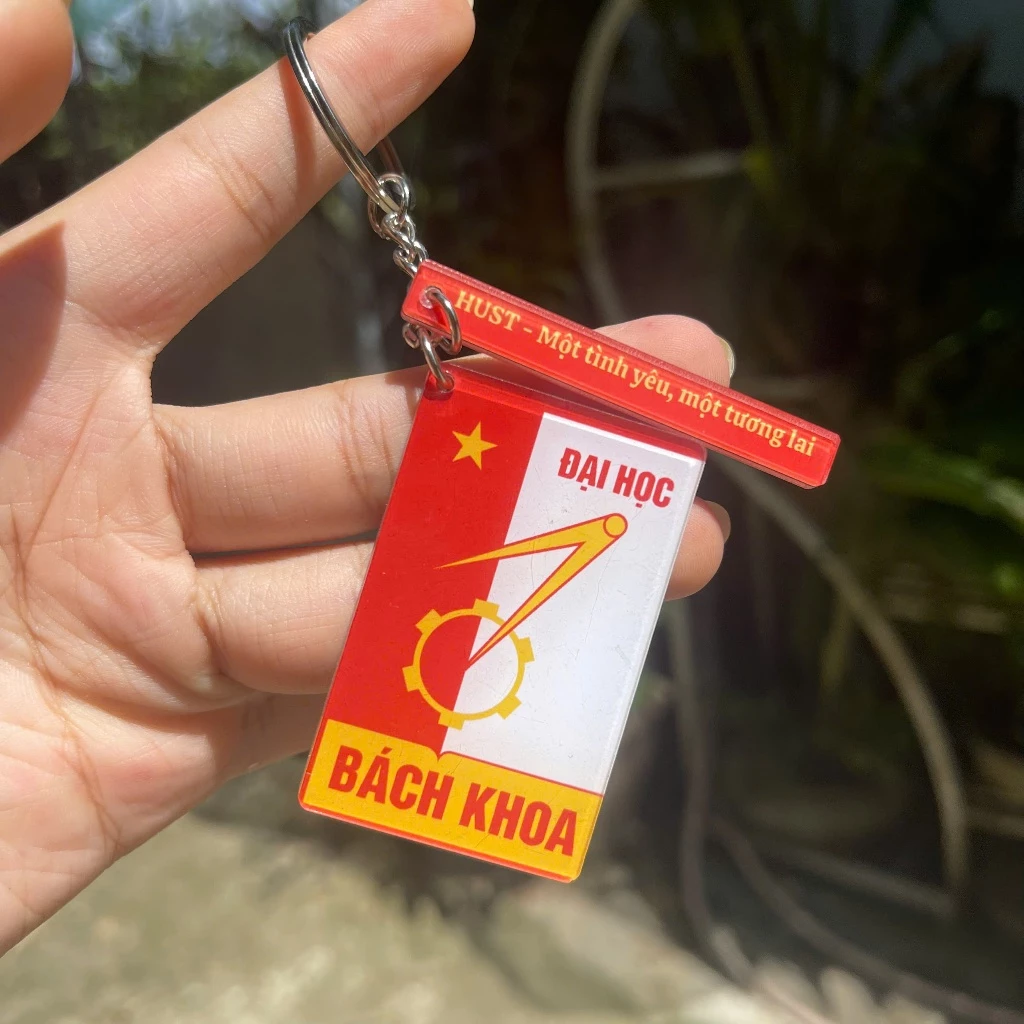 HUST - Một tình yêu, một tương lai
ĐẠI HỌC
BÁCH KHOA